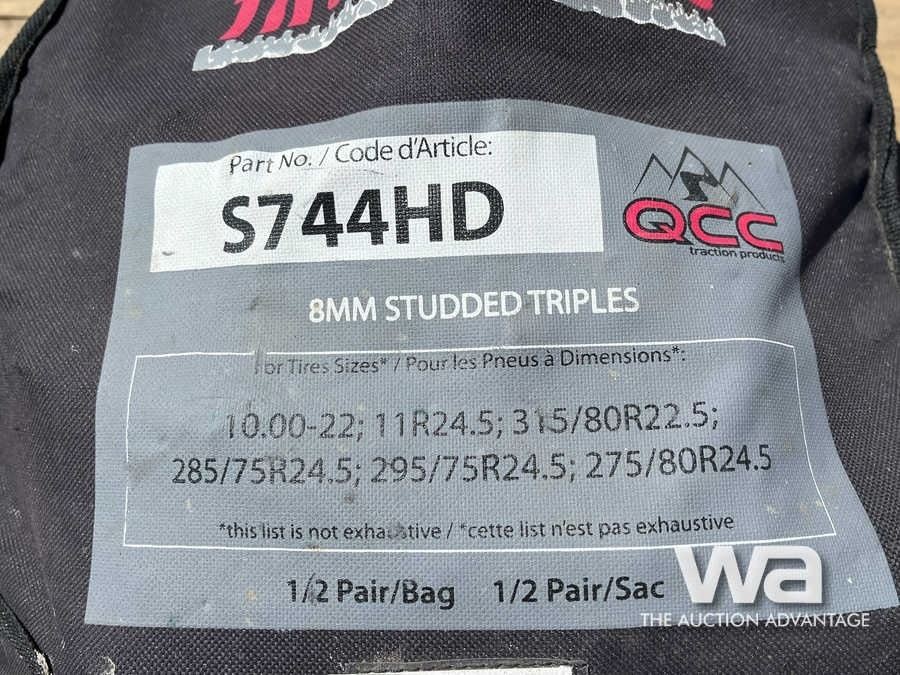 Part No. / Code d'Article:
S744HD
QCC
traction products
8MM STUDDED TRIPLES
For Tires Sizes* / Pour les Pneus à Dimensions*:
10.00-22; 11R24.5; 315/80R22.5;
285/75R24.5; 295/75R24.5; 275/80R24.5
*this list is not exhaustive / *cette list n'est pas exhaustive
1/2 Pair/Bag 1/2 Pair/Sac
wa
THE AUCTION ADVANTAGE